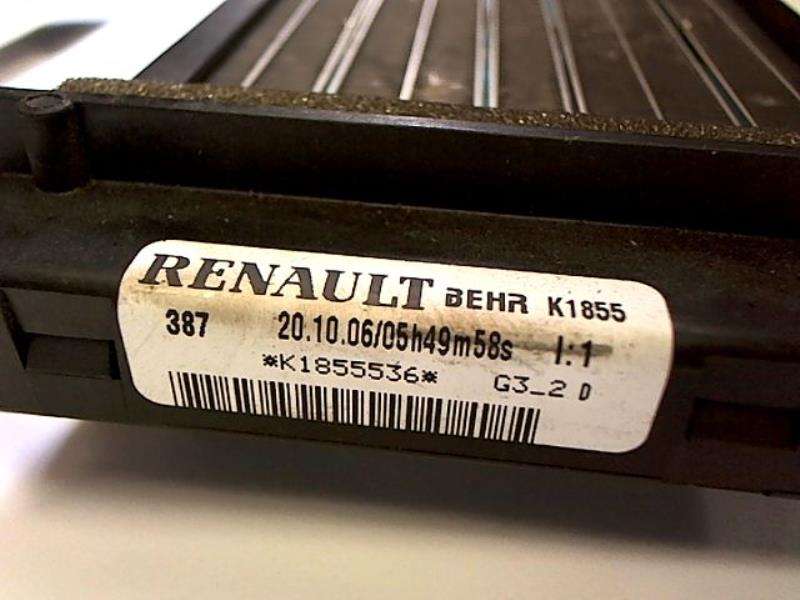 RENAULT BEHR K1855
387 20.10.06/05h49m58s I:1
*K1855536* G3_2 D